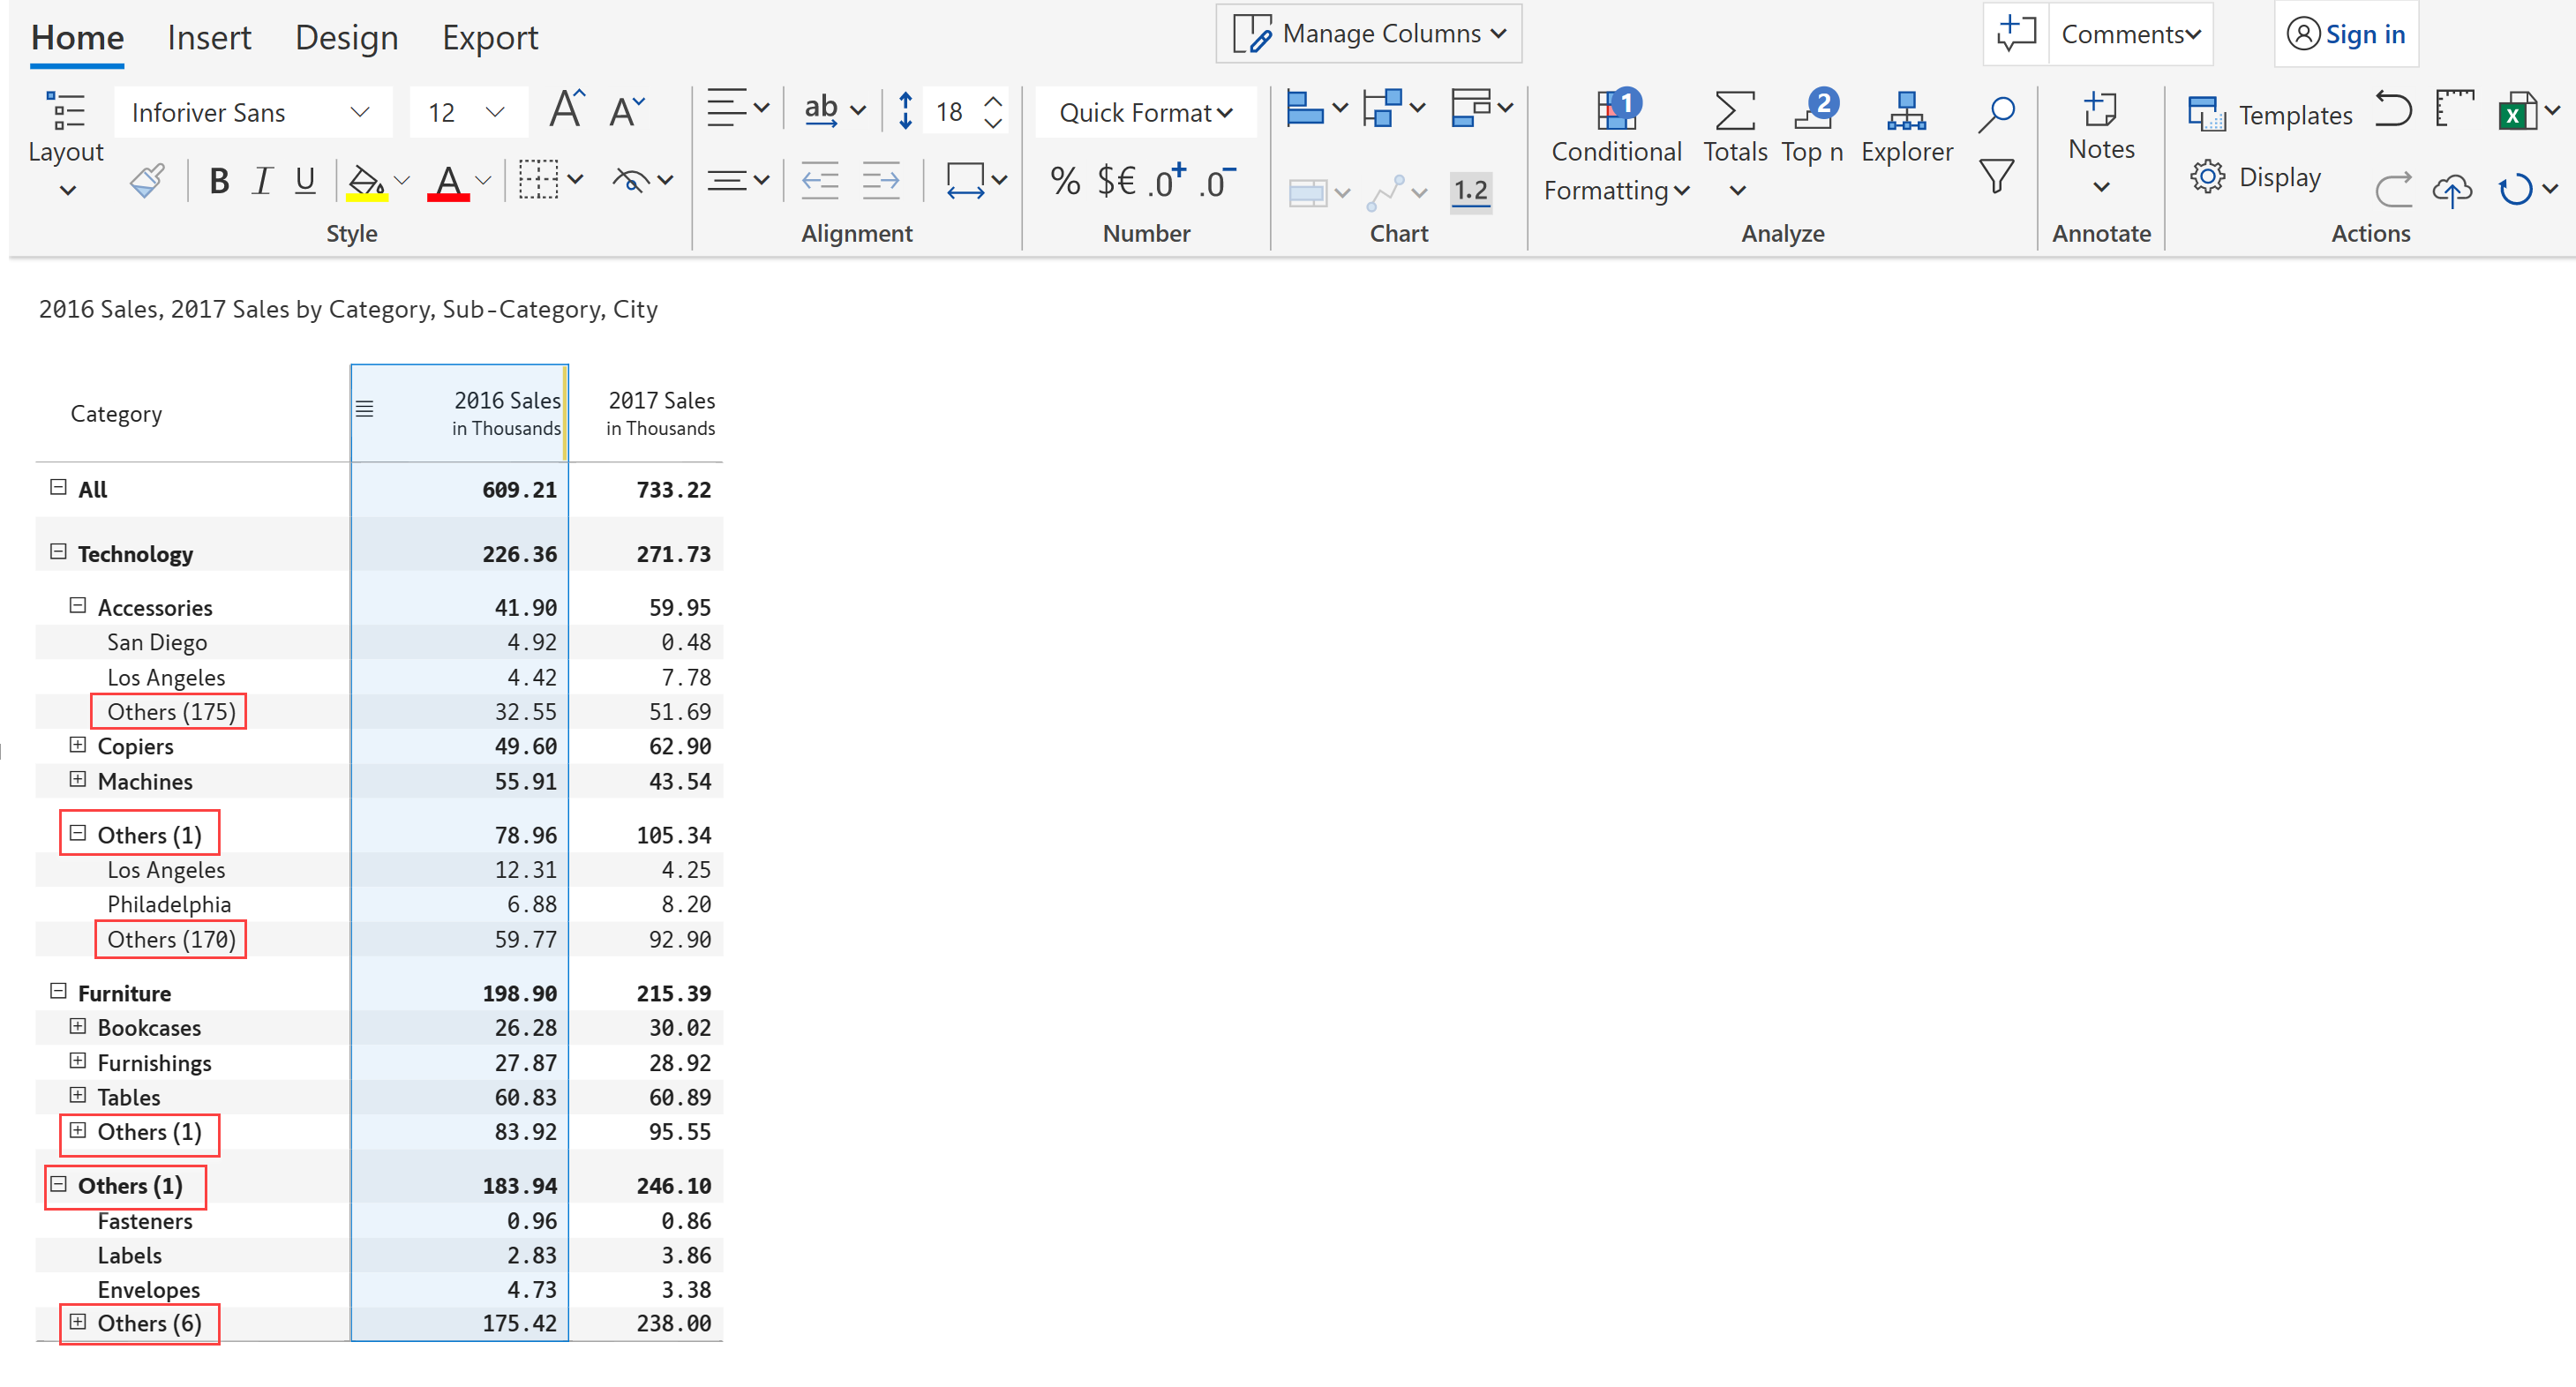 Home Insert Design Export Manage Columns Comments Sign in
Layout Inforiver Sans 12 A A ab 18 Quick Format 1 2 Templates X
Conditional Formatting Totals Top n Explorer Notes
B I U A % $€ .0+ .0- 1.2 Display
Style Alignment Number Chart Analyze Annotate Actions
2016 Sales, 2017 Sales by Category, Sub-Category, City
Category 2016 Sales in Thousands 2017 Sales in Thousands
All 609.21 733.22
Technology 226.36 271.73
Accessories 41.90 59.95
San Diego 4.92 0.48
Los Angeles 4.42 7.78
Others (175) 32.55 51.69
Copiers 49.60 62.90
Machines 55.91 43.54
Others (1) 78.96 105.34
Los Angeles 12.31 4.25
Philadelphia 6.88 8.20
Others (170) 59.77 92.90
Furniture 198.90 215.39
Bookcases 26.28 30.02
Furnishings 27.87 28.92
Tables 60.83 60.89
Others (1) 83.92 95.55
Others (1) 183.94 246.10
Fasteners 0.96 0.86
Labels 2.83 3.86
Envelopes 4.73 3.38
Others (6) 175.42 238.00